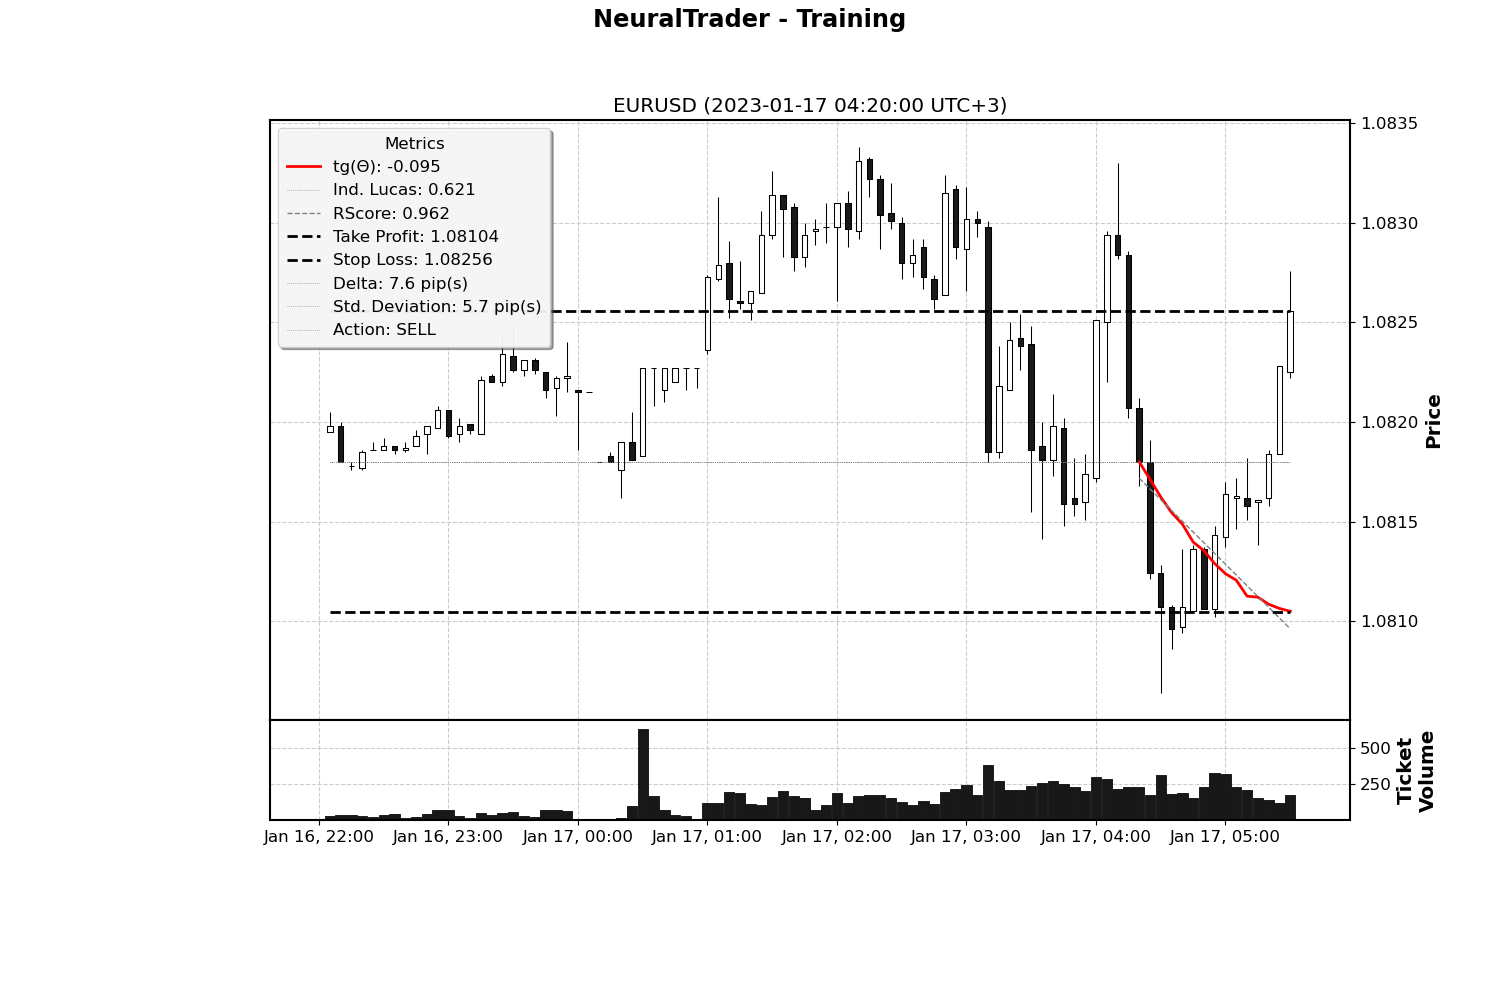 NeuralTrader - Training
EURUSD (2023-01-17 04:20:00 UTC+3)
Metrics
tg(Θ): -0.095
Ind. Lucas: 0.621
RScore: 0.962
Take Profit: 1.08104
Stop Loss: 1.08256
Delta: 7.6 pip(s)
Std. Deviation: 5.7 pip(s)
Action: SELL
1.0835
1.0830
1.0825
1.0820
1.0815
1.0810
Price
500
250
Ticket
Volume
Jan 16, 22:00
Jan 16, 23:00
Jan 17, 00:00
Jan 17, 01:00
Jan 17, 02:00
Jan 17, 03:00
Jan 17, 04:00
Jan 17, 05:00